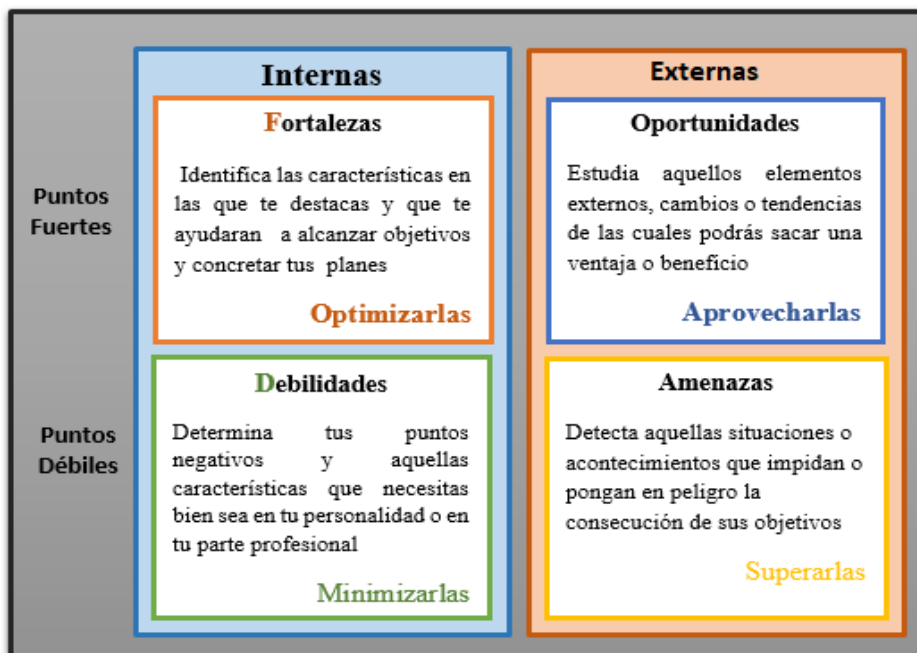 Internas
Externas
Puntos
Fuertes
Fortalezas
Identifica las características en
las que te destacas y que te
ayudaran a alcanzar objetivos
y concretar tus planes
Optimizarlas
Oportunidades
Estudia aquellos elementos
externos, cambios o tendencias
de las cuales podrás sacar una
ventaja o beneficio
Aprovecharlas
Puntos
Débiles
Debilidades
Determina tus puntos
negativos y aquellas
características que necesitas
bien sea en tu personalidad o en
tu parte profesional
Minimizarlas
Amenazas
Detecta aquellas situaciones o
acontecimientos que impidan o
pongan en peligro la
consecución de sus objetivos
Superarlas